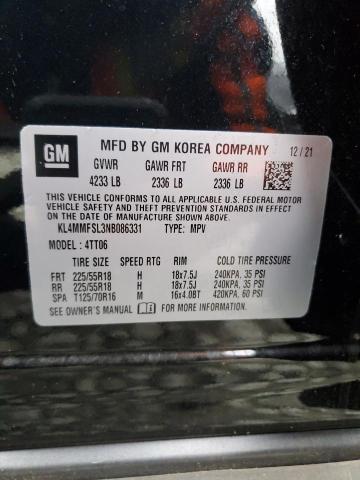 GM
MFD BY GM KOREA COMPANY 12/21
GVWR GAWR FRT GAWR RR
4233 LB 2336 LB 2336 LB
THIS VEHICLE CONFORMS TO ALL APPLICABLE U.S. FEDERAL MOTOR
VEHICLE SAFETY AND THEFT PREVENTION STANDARDS IN EFFECT ON
THE DATE OF MANUFACTURE SHOWN ABOVE.
KL4MMFSL3NB086331 TYPE: MPV
MODEL: 4TT06
TIRE SIZE SPEED RTG RIM COLD TIRE PRESSURE
FRT 225/55R18 H 18x7.5J 240KPA, 35 PSI
RR 225/55R18 H 18x7.5J 240KPA, 35 PSI
SPA T125/70R16 M 16x4.0BT 420KPA, 60 PSI
SEE OWNER'S MANUAL FOR MORE INFORMATION.